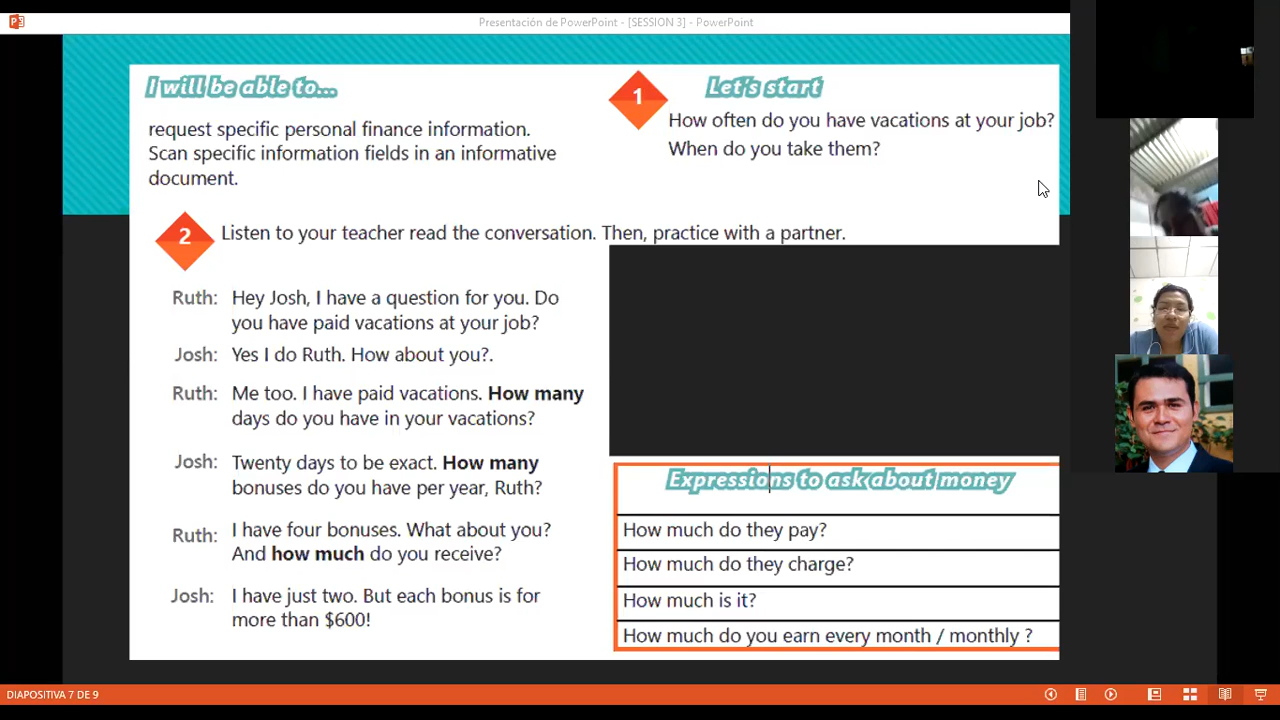 Presentación de PowerPoint - [SESSION 3] - PowerPoint
I will be able to...
request specific personal finance information.
Scan specific information fields in an informative
document.
1
Let's start
How often do you have vacations at your job?
When do you take them?
2
Listen to your teacher read the conversation. Then, practice with a partner.
Ruth: Hey Josh, I have a question for you. Do
you have paid vacations at your job?
Josh: Yes I do Ruth. How about you?.
Ruth: Me too. I have paid vacations. How many
days do you have in your vacations?
Josh: Twenty days to be exact. How many
bonuses do you have per year, Ruth?
Ruth: I have four bonuses. What about you?
And how much do you receive?
Josh: I have just two. But each bonus is for
more than $600!
Expressions to ask about money
How much do they pay?
How much do they charge?
How much is it?
How much do you earn every month / monthly ?
DIAPOSITIVA 7 DE 9